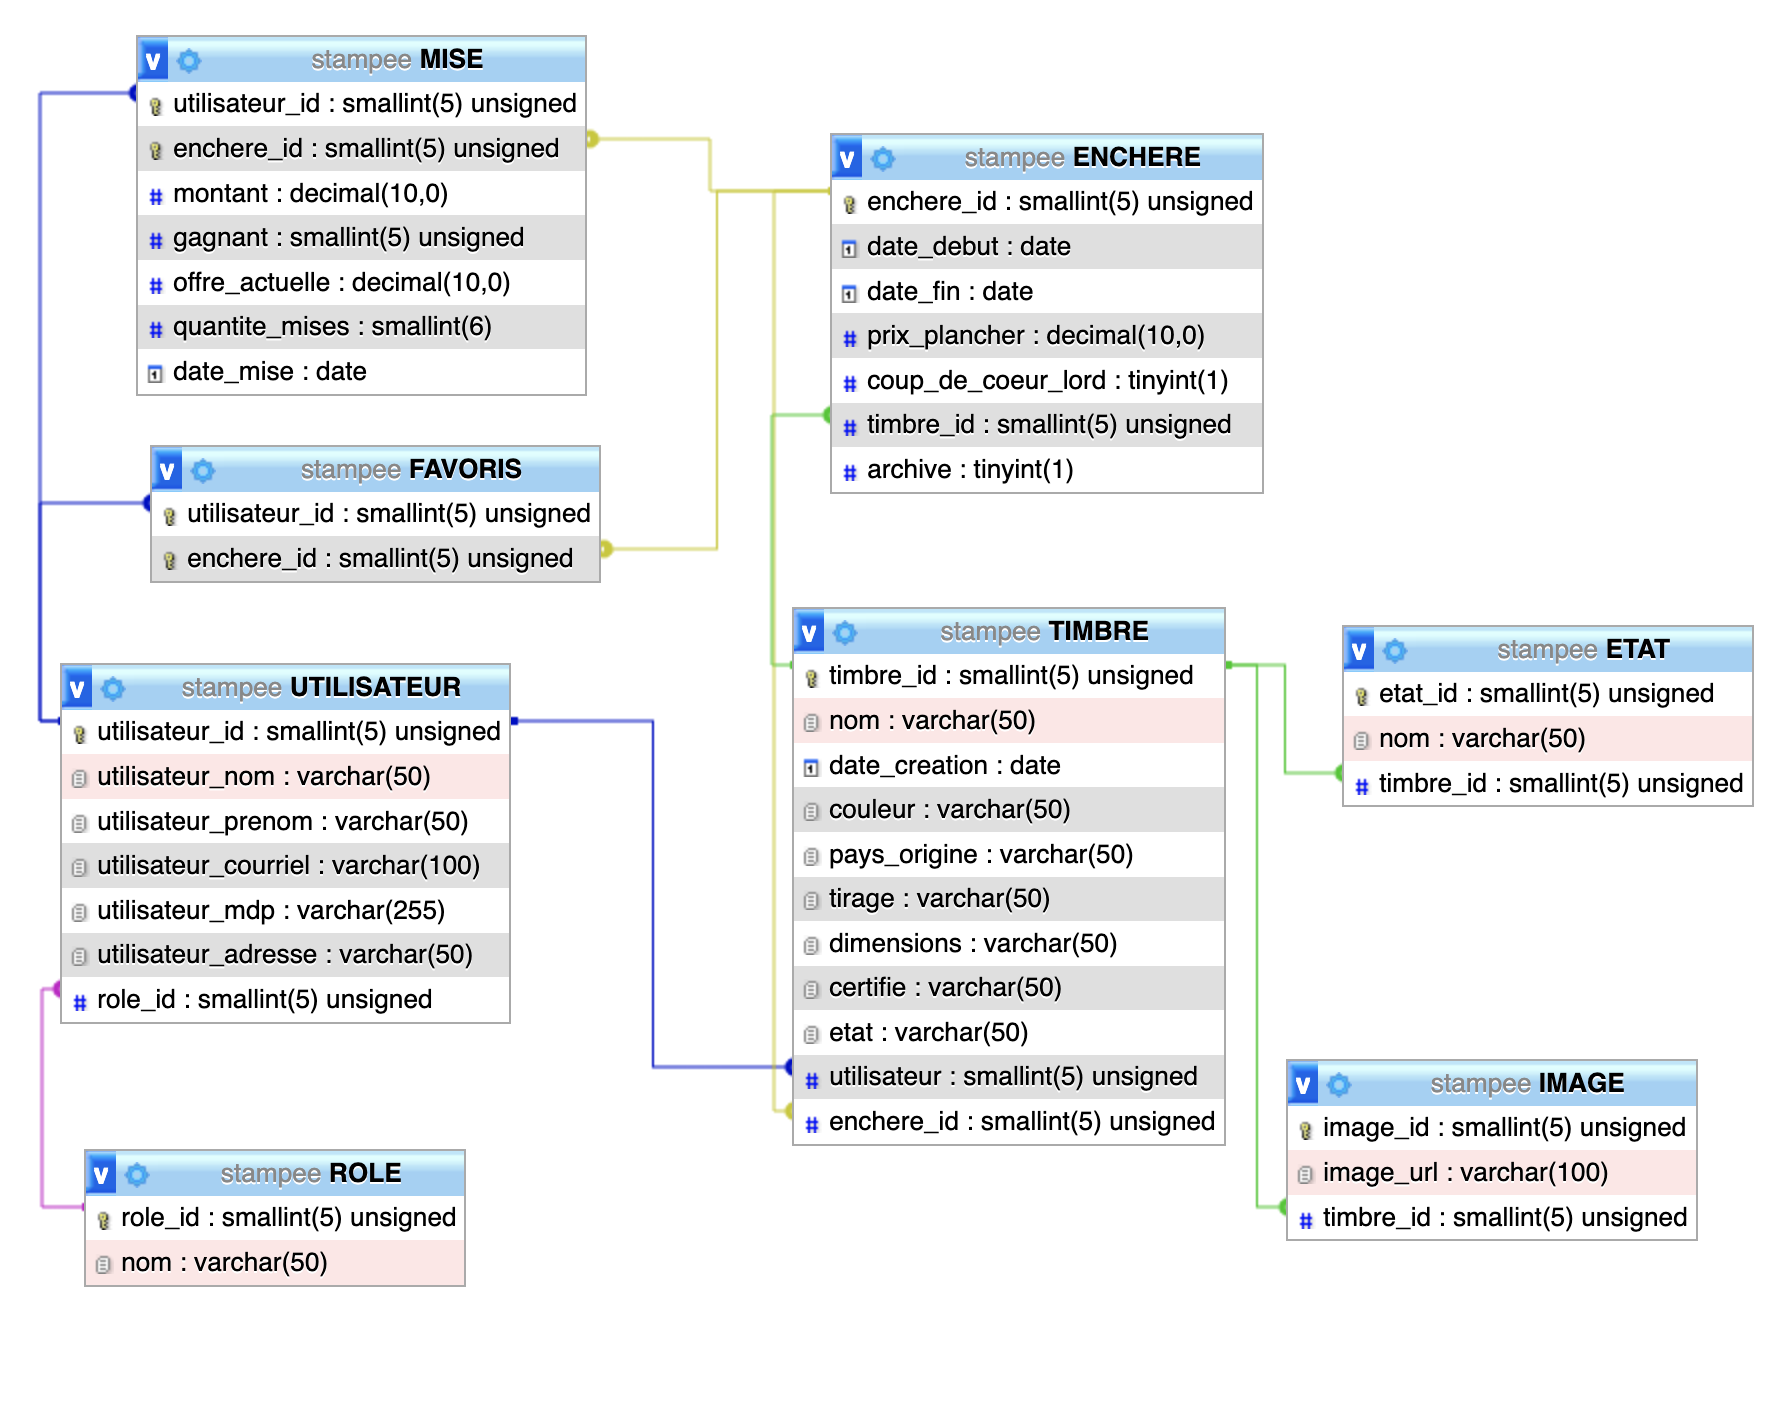 stampee MISE
utilisateur_id : smallint(5) unsigned
enchere_id : smallint(5) unsigned
montant : decimal(10,0)
gagnant : smallint(5) unsigned
offre_actuelle : decimal(10,0)
quantite_mises : smallint(6)
date_mise : date
stampee ENCHERE
enchere_id : smallint(5) unsigned
date_debut : date
date_fin : date
prix_plancher : decimal(10,0)
coup_de_coeur_lord : tinyint(1)
timbre_id : smallint(5) unsigned
archive : tinyint(1)
stampee FAVORIS
utilisateur_id : smallint(5) unsigned
enchere_id : smallint(5) unsigned
stampee UTILISATEUR
utilisateur_id : smallint(5) unsigned
utilisateur_nom : varchar(50)
utilisateur_prenom : varchar(50)
utilisateur_courriel : varchar(100)
utilisateur_mdp : varchar(255)
utilisateur_adresse : varchar(50)
role_id : smallint(5) unsigned
stampee TIMBRE
timbre_id : smallint(5) unsigned
nom : varchar(50)
date_creation : date
couleur : varchar(50)
pays_origine : varchar(50)
tirage : varchar(50)
dimensions : varchar(50)
certifie : varchar(50)
etat : varchar(50)
utilisateur : smallint(5) unsigned
enchere_id : smallint(5) unsigned
stampee ETAT
etat_id : smallint(5) unsigned
nom : varchar(50)
timbre_id : smallint(5) unsigned
stampee IMAGE
image_id : smallint(5) unsigned
image_url : varchar(100)
timbre_id : smallint(5) unsigned
stampee ROLE
role_id : smallint(5) unsigned
nom : varchar(50)